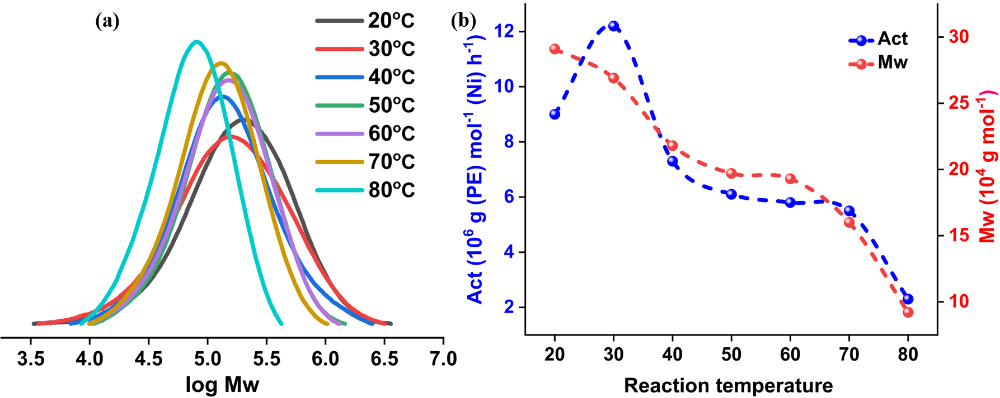 (a)
20°C
30°C
40°C
50°C
60°C
70°C
80°C
3.5 4.0 4.5 5.0 5.5 6.0 6.5 7.0
log Mw
(b)
Act (10⁶ g (PE) mol⁻¹ (Ni) h⁻¹)
12
10
8
6
4
2
Act
Mw
30
25
20
15
10
Mw (10⁴ g mol⁻¹)
20 30 40 50 60 70 80
Reaction temperature